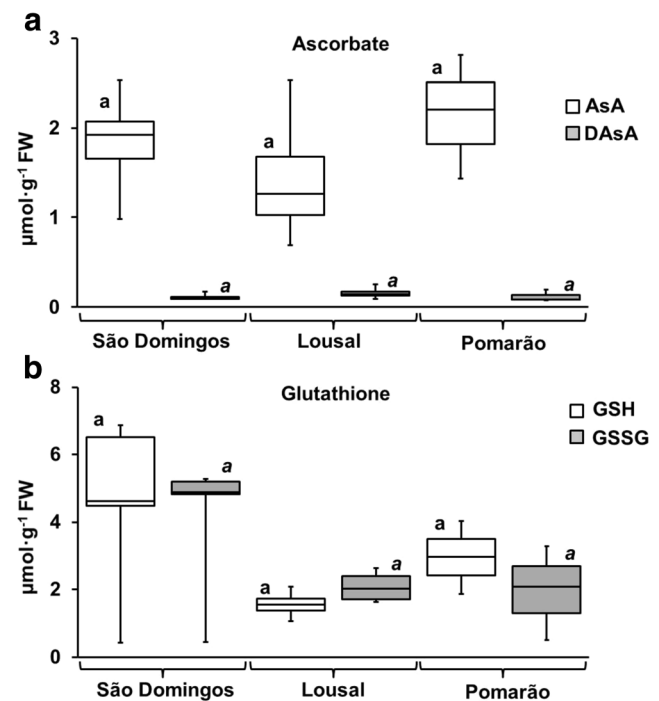 a
Ascorbate
3
2
1
0
µmol·g⁻¹ FW
a
a
a
a
a
a
AsA
DAsA
São Domingos
Lousal
Pomarão
b
Glutathione
8
6
4
2
0
µmol·g⁻¹ FW
a
a
a
a
a
a
GSH
GSSG
São Domingos
Lousal
Pomarão